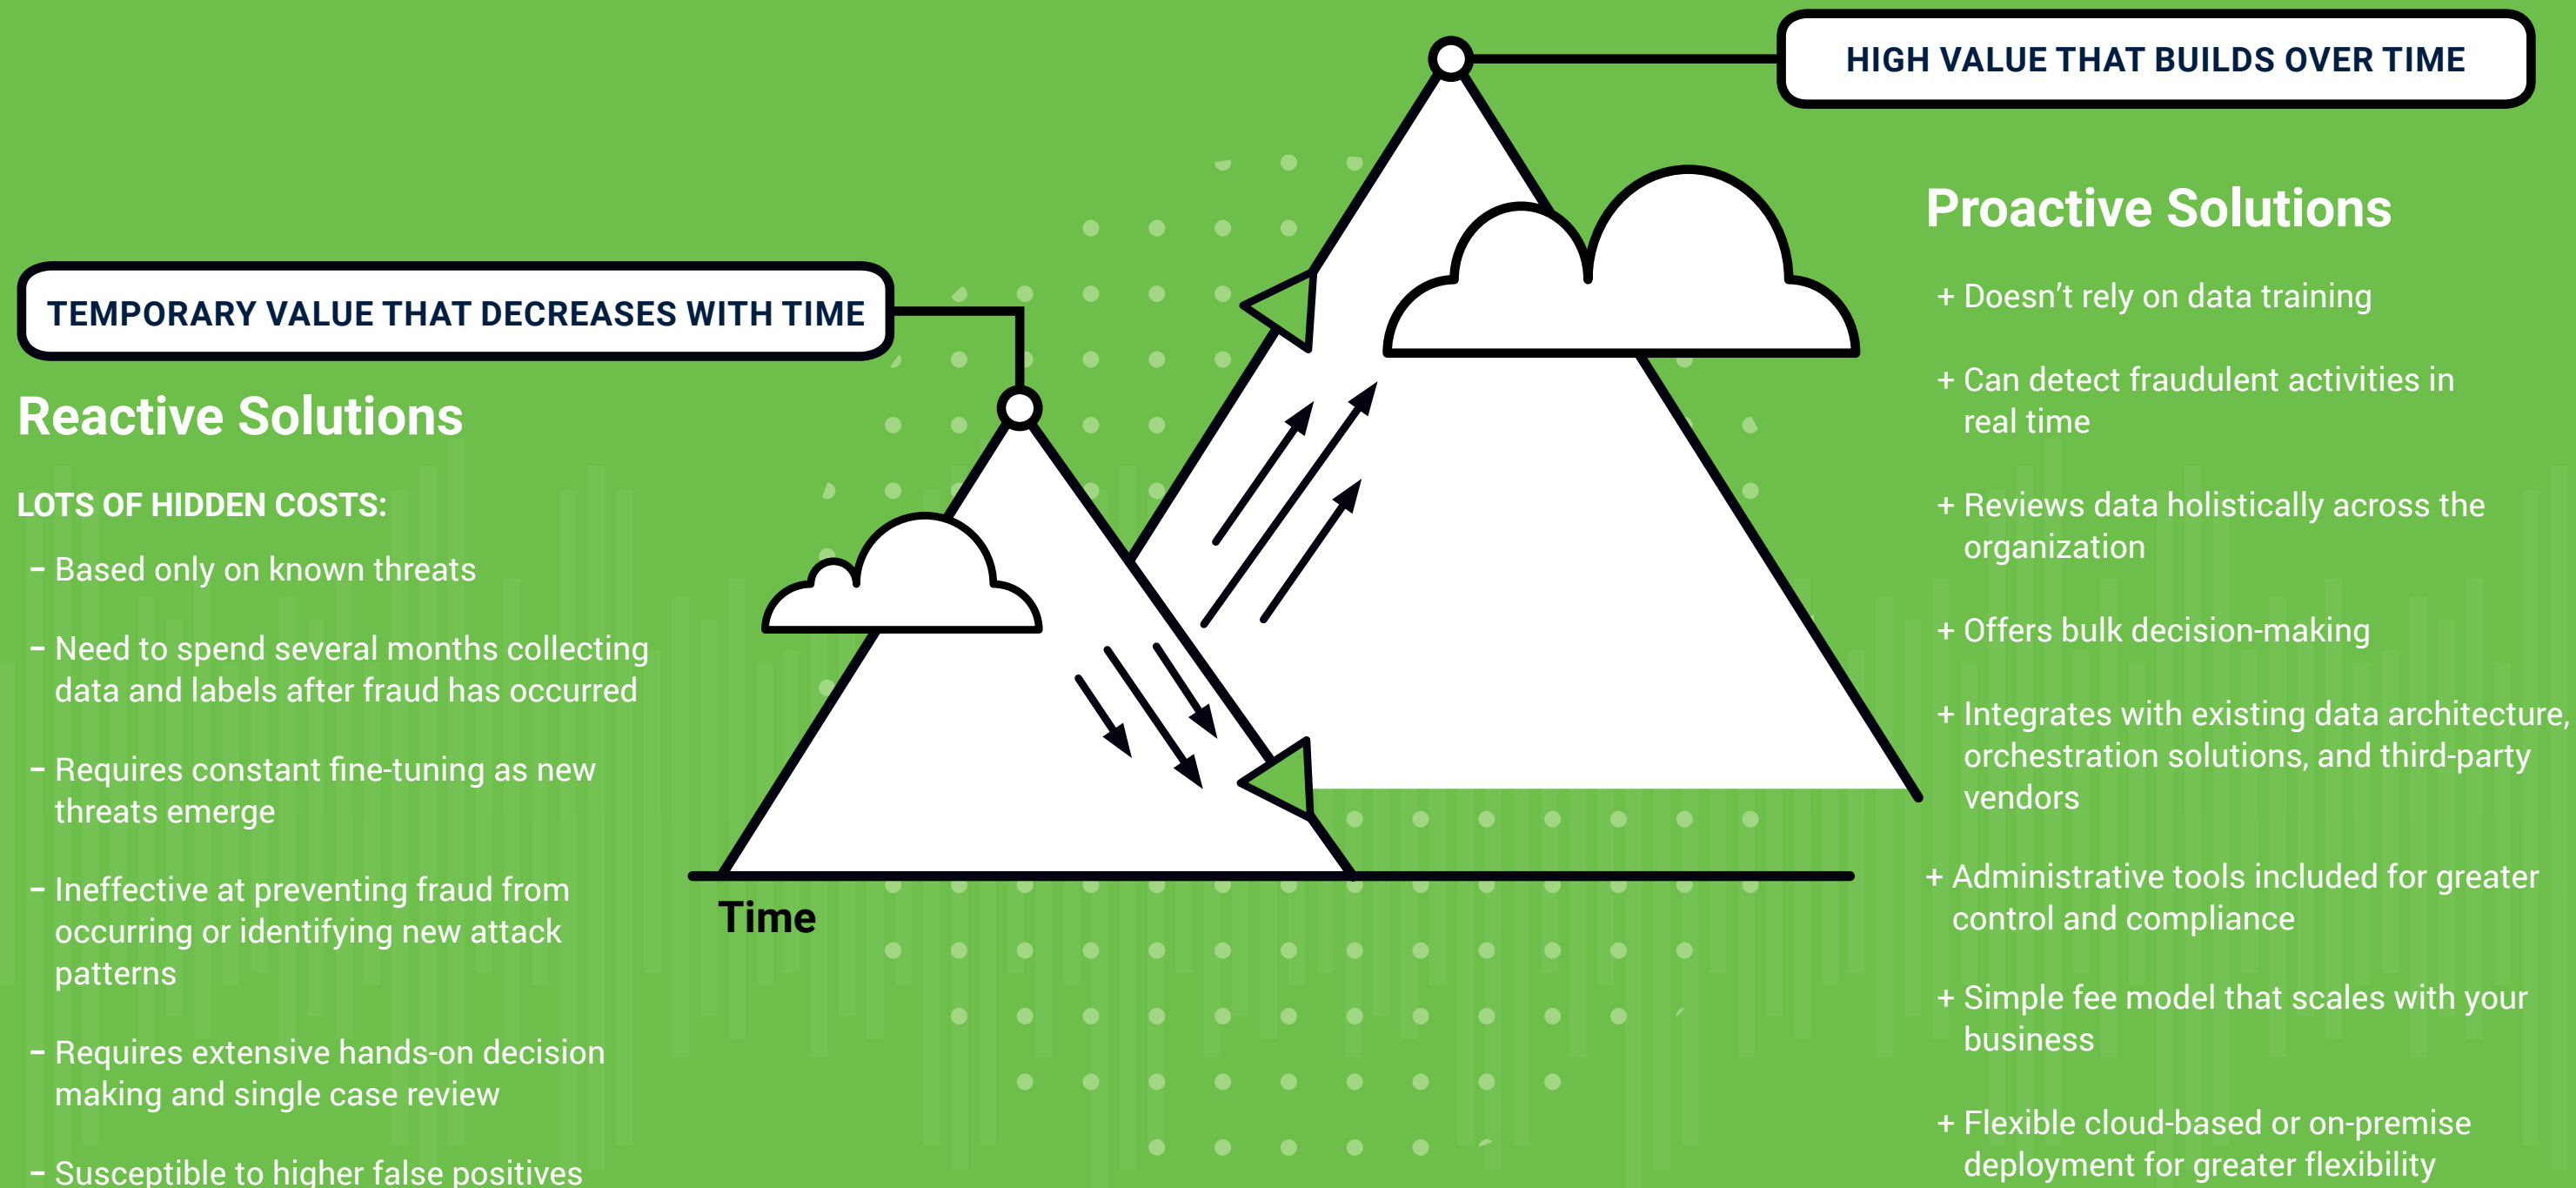 HIGH VALUE THAT BUILDS OVER TIME
TEMPORARY VALUE THAT DECREASES WITH TIME
Reactive Solutions
LOTS OF HIDDEN COSTS:
– Based only on known threats
– Need to spend several months collecting
data and labels after fraud has occurred
– Requires constant fine-tuning as new
threats emerge
– Ineffective at preventing fraud from
occurring or identifying new attack
patterns
– Requires extensive hands-on decision
making and single case review
– Susceptible to higher false positives
Time
Proactive Solutions
+ Doesn’t rely on data training
+ Can detect fraudulent activities in
real time
+ Reviews data holistically across the
organization
+ Offers bulk decision-making
+ Integrates with existing data architecture,
orchestration solutions, and third-party
vendors
+ Administrative tools included for greater
control and compliance
+ Simple fee model that scales with your
business
+ Flexible cloud-based or on-premise
deployment for greater flexibility